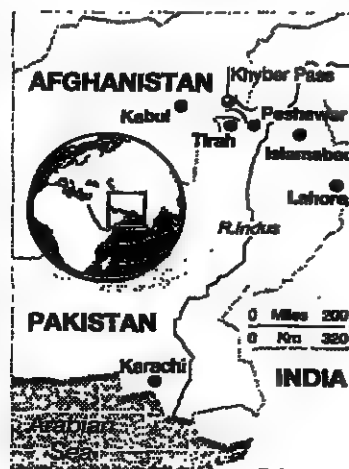 AFGHANISTAN
Khyber Pass
Kabul
Peshawar
Tirah
Islamabad
Lahore
R.Indus
PAKISTAN
0 Miles 200
0 Km 320
Karachi
INDIA
Arabian
Sea